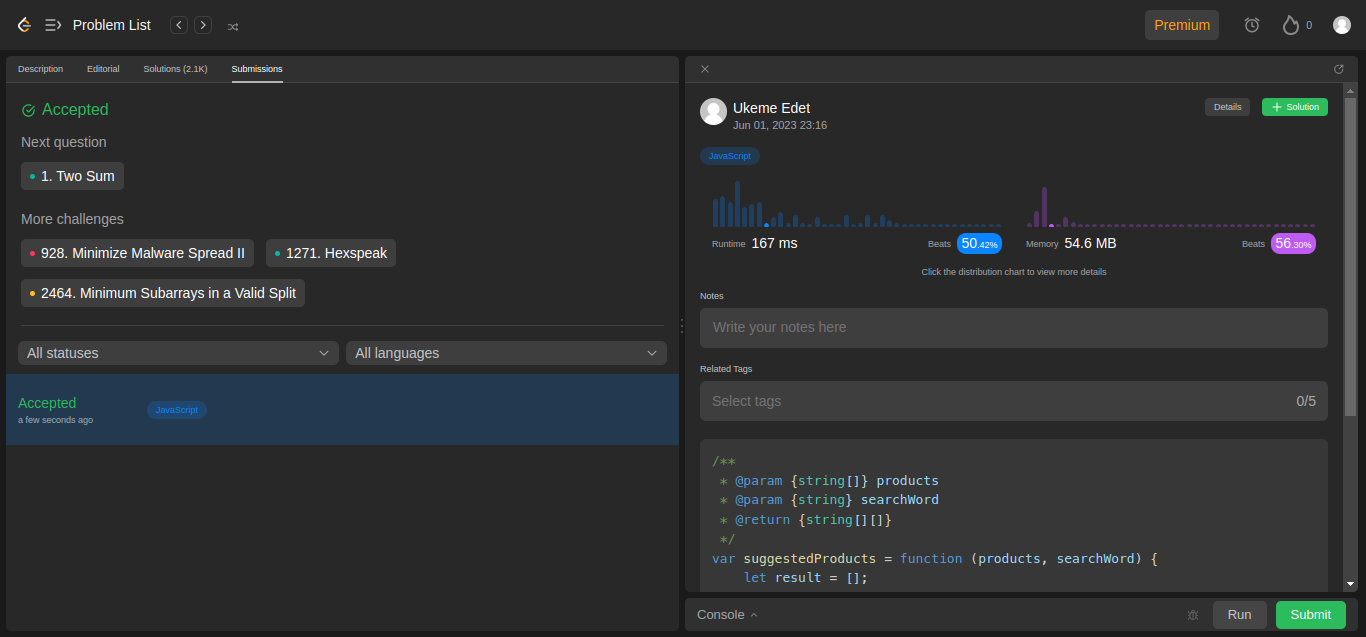 Problem List
Premium
0
Description
Editorial
Solutions (2.1K)
Submissions
Accepted
Next question
1. Two Sum
More challenges
928. Minimize Malware Spread II
1271. Hexspeak
2464. Minimum Subarrays in a Valid Split
All statuses
All languages
Accepted
a few seconds ago
JavaScript
Ukeme Edet
Jun 01, 2023 23:16
Details
Solution
JavaScript
Runtime 167 ms
Beats 50.42%
Memory 54.6 MB
Beats 56.30%
Click the distribution chart to view more details
Notes
Write your notes here
Related Tags
Select tags
0/5
/**
 * @param {string[]} products
 * @param {string} searchWord
 * @return {string[][]}
 */
var suggestedProducts = function (products, searchWord) {
    let result = [];
Console
Run
Submit